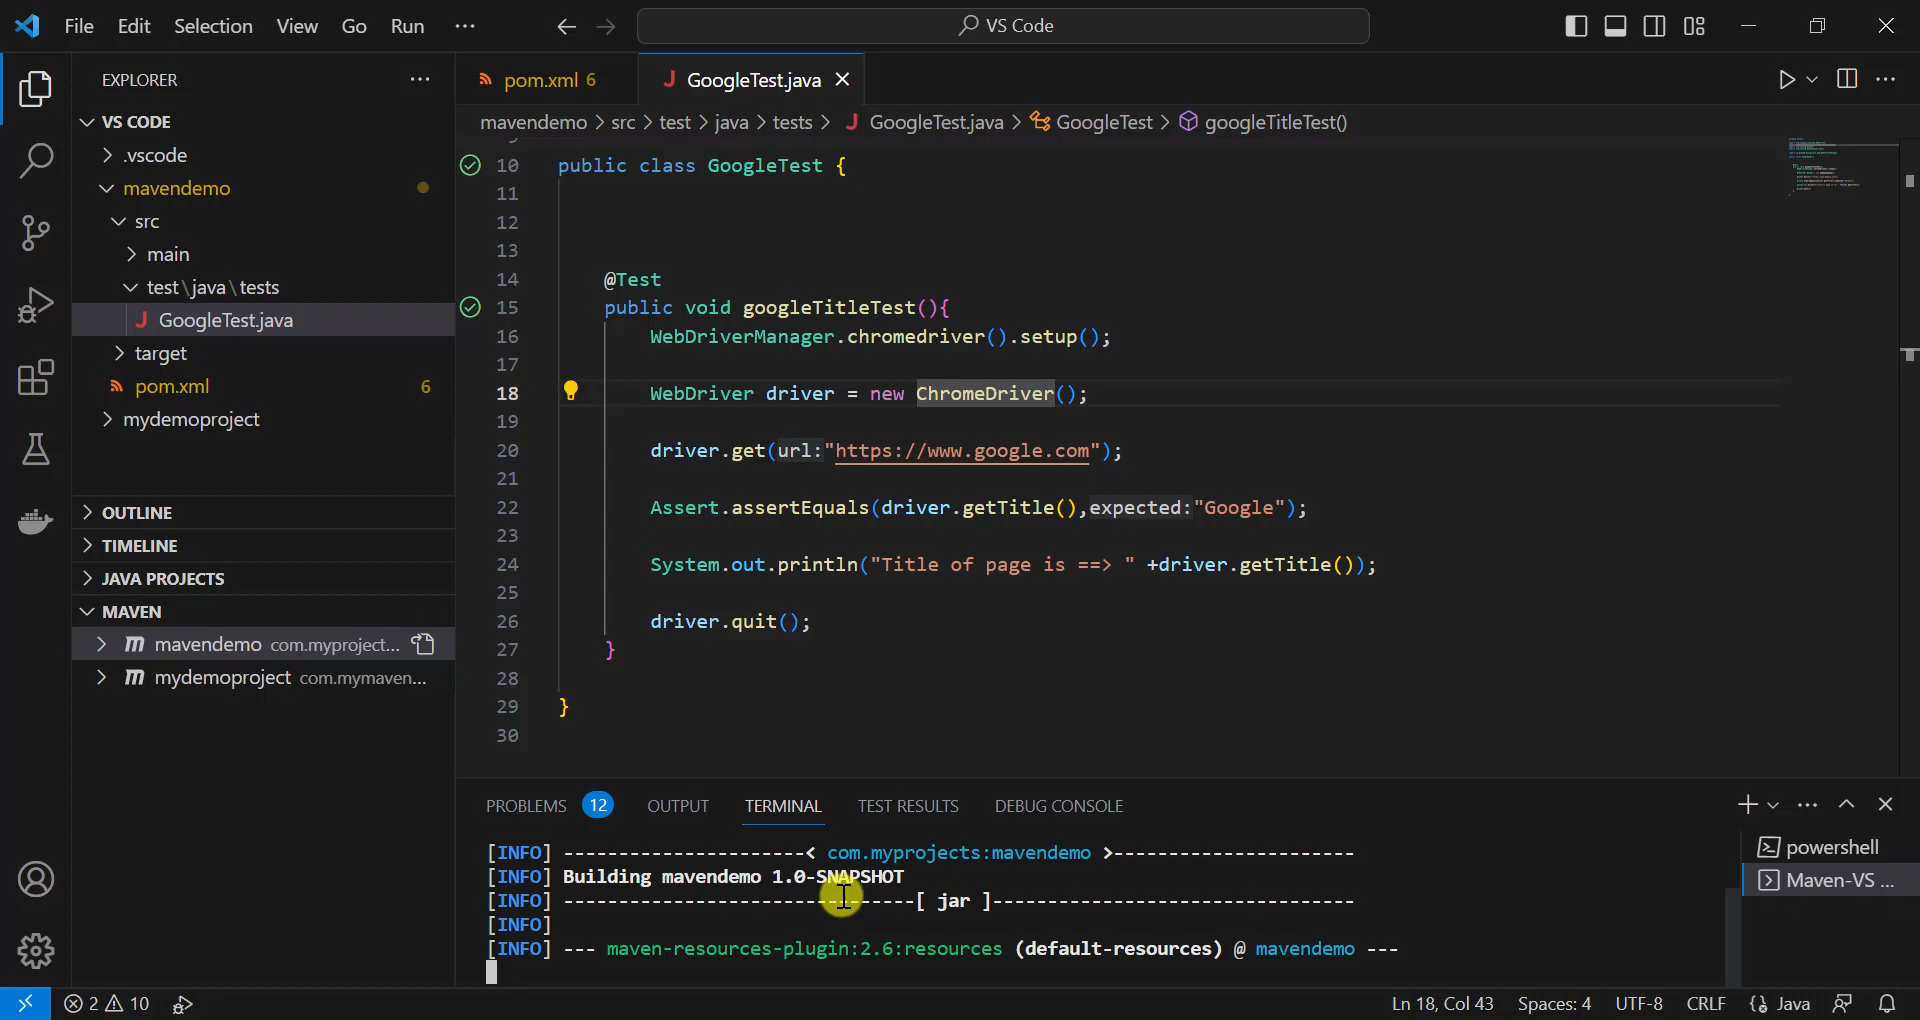 File Edit Selection View Go Run ··· VS Code
EXPLORER ···
VS CODE
.vscode
mavendemo
src
main
test\java\tests
GoogleTest.java
target
pom.xml 6
mydemoproject
OUTLINE
TIMELINE
JAVA PROJECTS
MAVEN
mavendemo com.myproject...
mydemoproject com.mymaven...
pom.xml 6
GoogleTest.java
mavendemo > src > test > java > tests > GoogleTest.java > GoogleTest > googleTitleTest()
10 public class GoogleTest {
11
12
13
14 @Test
15 public void googleTitleTest(){
16 WebDriverManager.chromedriver().setup();
17
18 WebDriver driver = new ChromeDriver();
19
20 driver.get(url:"https://www.google.com");
21
22 Assert.assertEquals(driver.getTitle(),expected:"Google");
23
24 System.out.println("Title of page is ==> " +driver.getTitle());
25
26 driver.quit();
27 }
28
29 }
30
PROBLEMS 12 OUTPUT TERMINAL TEST RESULTS DEBUG CONSOLE
[INFO] ----------------------< com.myprojects:mavendemo >----------------------
[INFO] Building mavendemo 1.0-SNAPSHOT
[INFO] --------------------------------[ jar ]---------------------------------
[INFO]
[INFO] --- maven-resources-plugin:2.6:resources (default-resources) @ mavendemo ---
powershell
Maven-VS ...
2 10 Ln 18, Col 43 Spaces: 4 UTF-8 CRLF Java